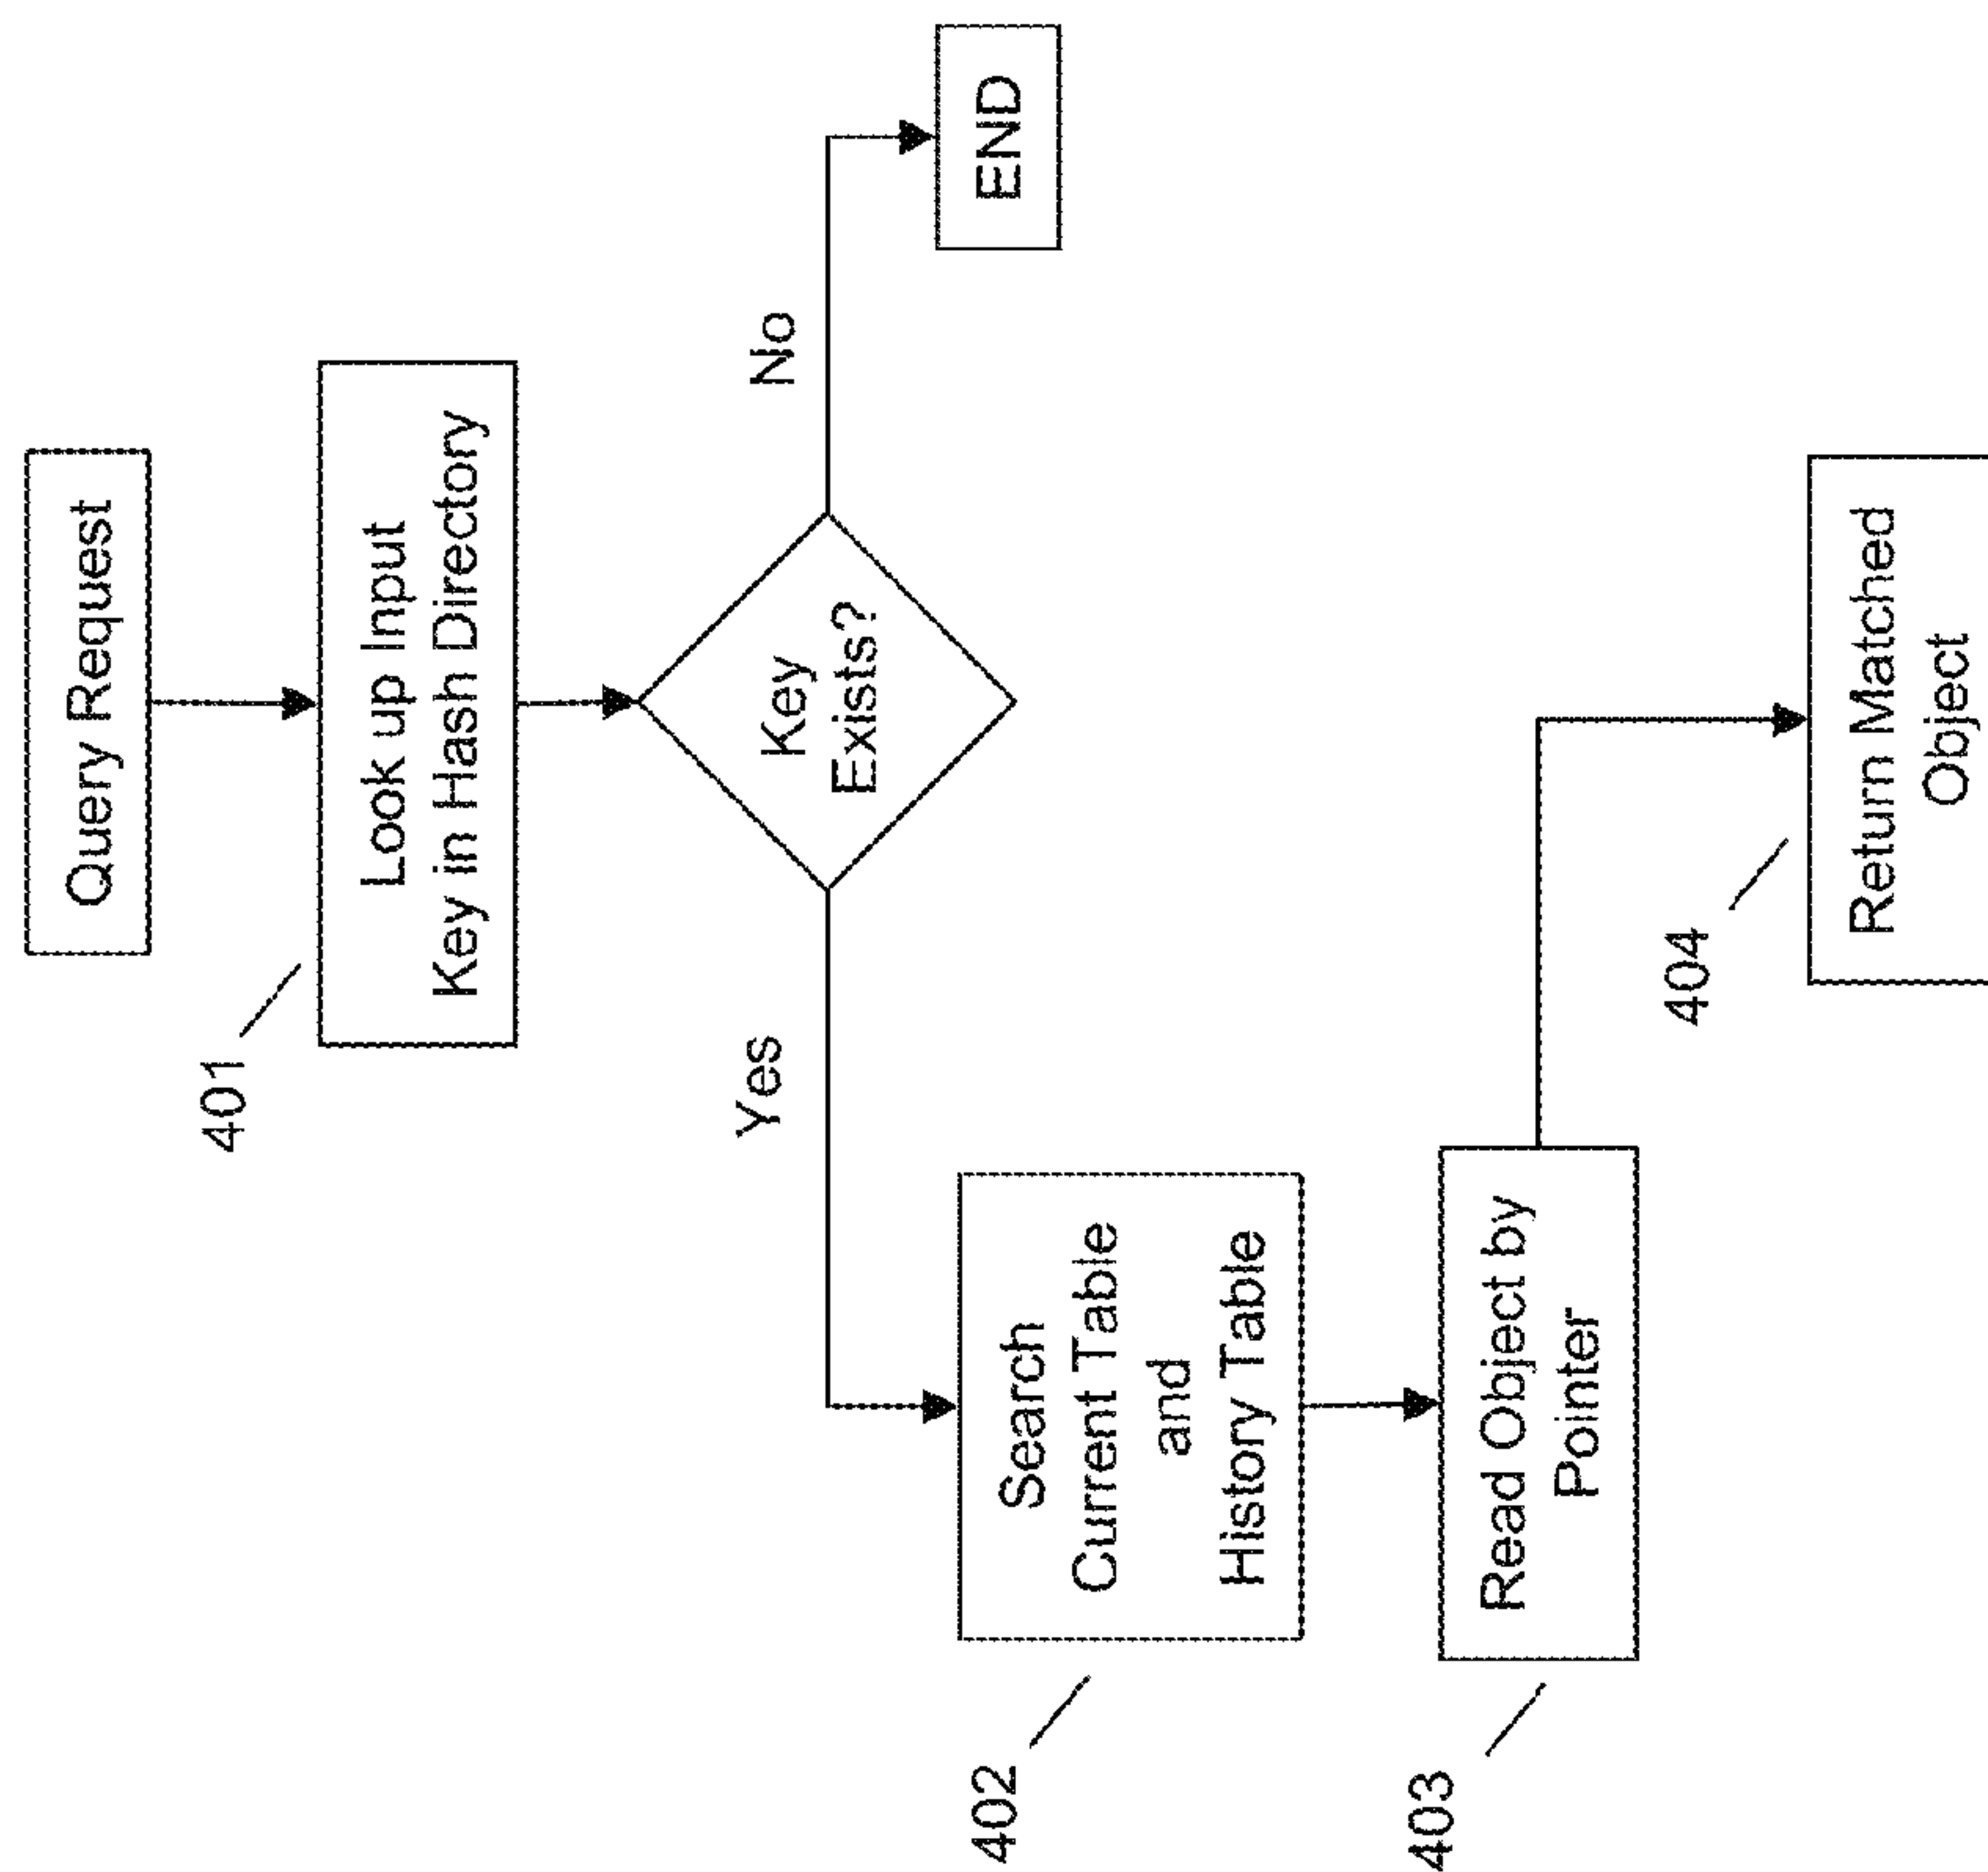 Query Request
401
Look up Input
Key in Hash Directory
Key
Exists?
Yes
No
END
402
Search
Current Table
and
History Table
403
Read Object by
Pointer
404
Return Matched
Object